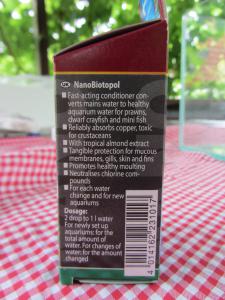 NanoBiotopol
■ Fast-acting conditioner con-
verts mains water to healthy
aquarium water for prawns,
dwarf crayfish and mini fish
■ Reliably absorbs copper, toxic
for crustaceans
■ With tropical almond extract
■ Tangible protection for mucous
membranes, gills, skin and fins
■ Promotes healthy moulting
■ Neutralises chlorine com-
pounds
■ For each water
change and for new
aquariums
Dosage:
2 drop to 1 l water
For newly set up
aquariums: for the
total amount of
water. For changes of
water: for the amount
changed
4 014162 231017